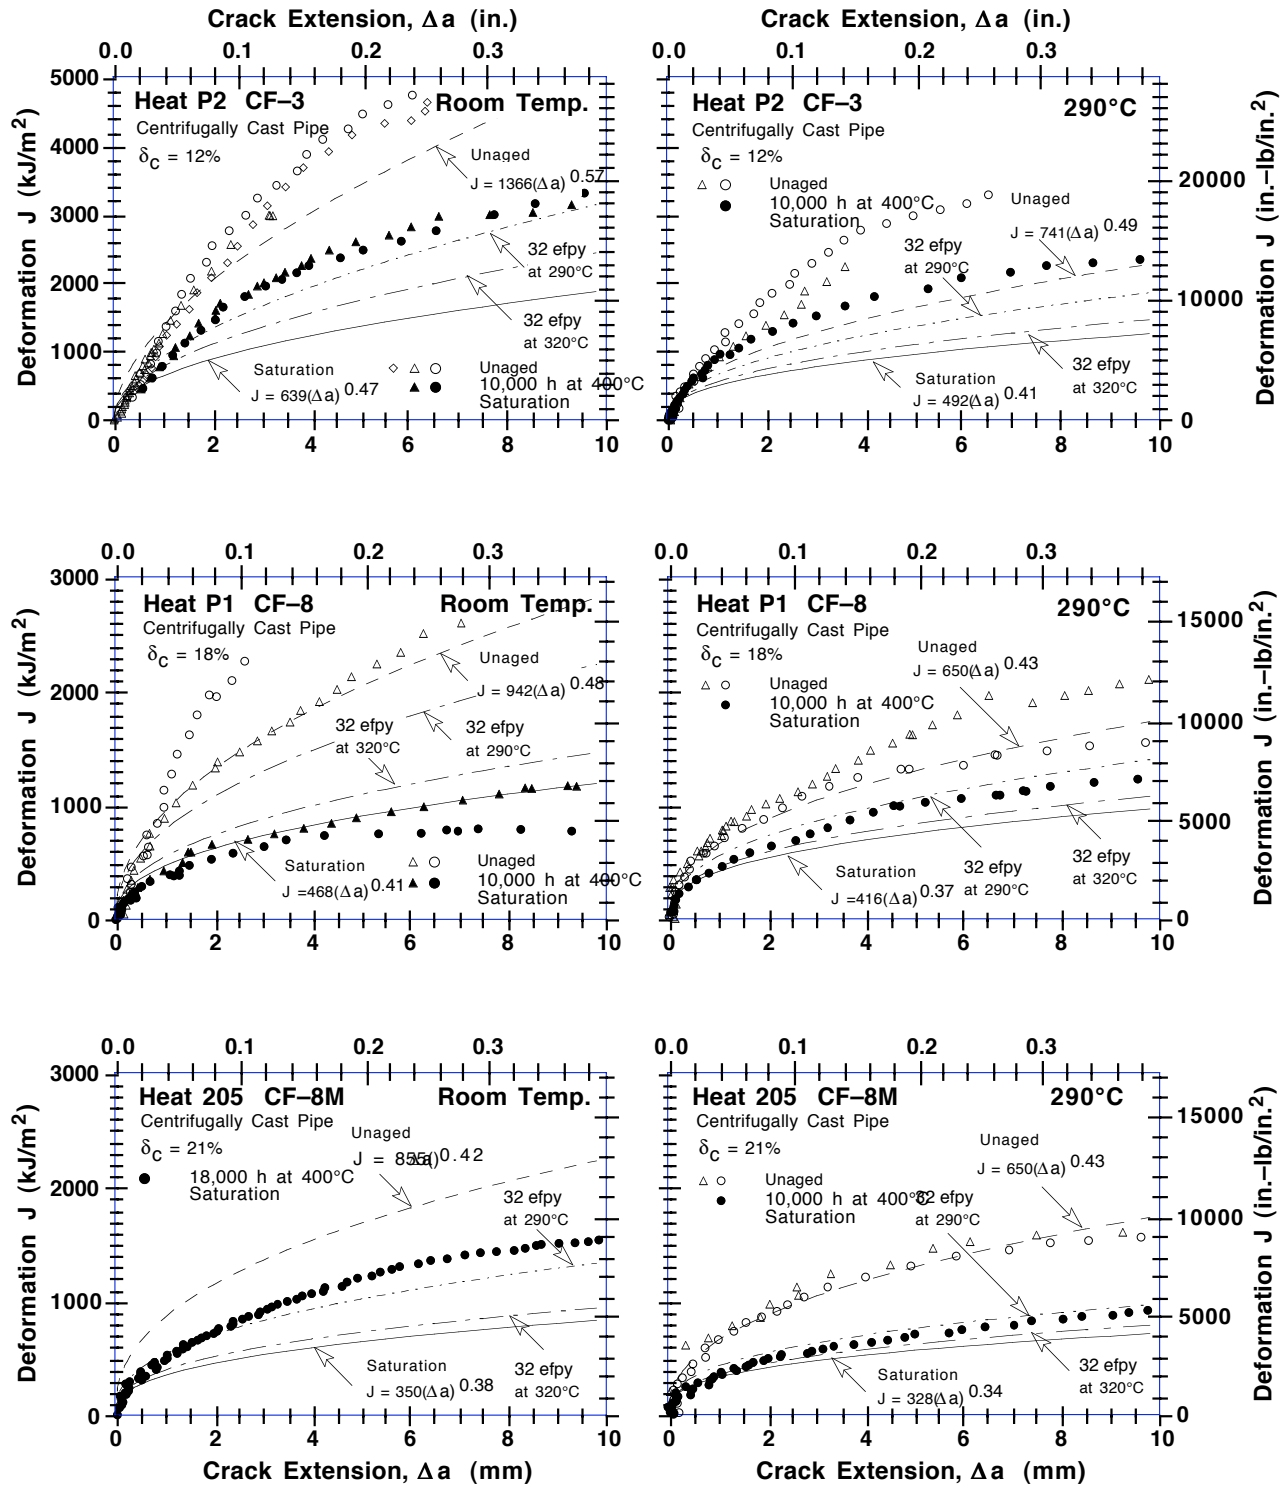 Crack Extension, Δa (in.)
Crack Extension, Δa (in.)
0.0 0.1 0.2 0.3
0.0 0.1 0.2 0.3
Deformation J (kJ/m2)
5000
4000
3000
2000
1000
0
Heat P2 CF–3 Room Temp.
Centrifugally Cast Pipe
δC = 12%
Unaged
J = 1366(Δa) 0.57
32 efpy
at 290°C
32 efpy
at 320°C
Saturation
J = 639(Δa) 0.47
Unaged
10,000 h at 400°C
Saturation
0 2 4 6 8 10
Heat P2 CF–3 290°C
Centrifugally Cast Pipe
δC = 12%
Unaged
10,000 h at 400°C
Saturation
Unaged
J = 741(Δa) 0.49
32 efpy
at 290°C
32 efpy
at 320°C
Saturation
J = 492(Δa) 0.41
0 2 4 6 8 10
20000
10000
0
Deformation J (in.–lb/in.2)
0.0 0.1 0.2 0.3
0.0 0.1 0.2 0.3
Deformation J (kJ/m2)
3000
2000
1000
0
Heat P1 CF–8 Room Temp.
Centrifugally Cast Pipe
δC = 18%
Unaged
J = 942(Δa) 0.48
32 efpy
at 320°C
32 efpy
at 290°C
Saturation
J =468(Δa) 0.41
Unaged
10,000 h at 400°C
Saturation
0 2 4 6 8 10
Heat P1 CF–8 290°C
Centrifugally Cast Pipe
δC = 18%
Unaged
10,000 h at 400°C
Saturation
Unaged
J = 650(Δa) 0.43
Saturation
J =416(Δa) 0.37
32 efpy
at 290°C
32 efpy
at 320°C
0 2 4 6 8 10
15000
10000
5000
0
Deformation J (in.–lb/in.2)
0.0 0.1 0.2 0.3
0.0 0.1 0.2 0.3
Deformation J (kJ/m2)
3000
2000
1000
0
Heat 205 CF–8M Room Temp.
Centrifugally Cast Pipe
δC = 21%
18,000 h at 400°C
Saturation
Unaged
J = 0.42
32 efpy
at 290°C
32 efpy
at 320°C
Saturation
J = 350(Δa) 0.38
0 2 4 6 8 10
Crack Extension, Δa (mm)
Heat 205 CF–8M 290°C
Centrifugally Cast Pipe
δC = 21%
Unaged
10,000 h at 400°C
Saturation
Unaged
J = 650(Δa) 0.43
32 efpy
at 290°C
32 efpy
at 320°C
Saturation
J = 328(Δa) 0.34
0 2 4 6 8 10
15000
10000
5000
0
Deformation J (in.–lb/in.2)
Crack Extension, Δa (mm)